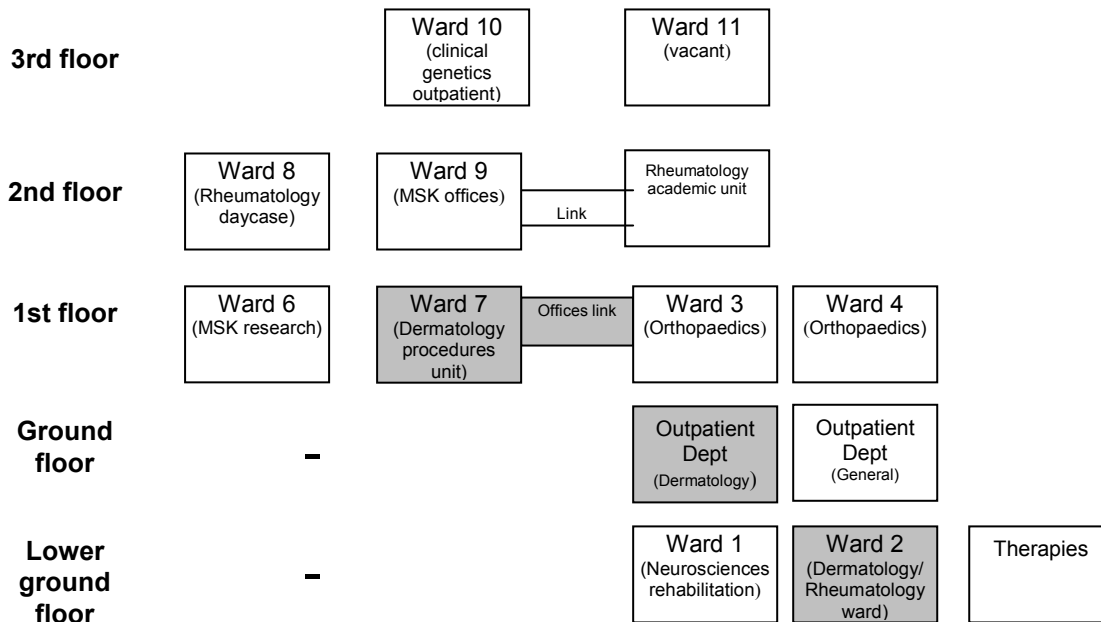 3rd floor
Ward 10
(clinical
genetics
outpatient)
Ward 11
(vacant)
2nd floor
Ward 8
(Rheumatology
daycase)
Ward 9
(MSK offices)
Link
Rheumatology
academic unit
1st floor
Ward 6
(MSK research)
Ward 7
(Dermatology
procedures
unit)
Offices link
Ward 3
(Orthopaedics)
Ward 4
(Orthopaedics)
Ground
floor
-
Outpatient
Dept
(Dermatology)
Outpatient
Dept
(General)
Lower
ground
floor
-
Ward 1
(Neurosciences
rehabilitation)
Ward 2
(Dermatology/
Rheumatology
ward)
Therapies